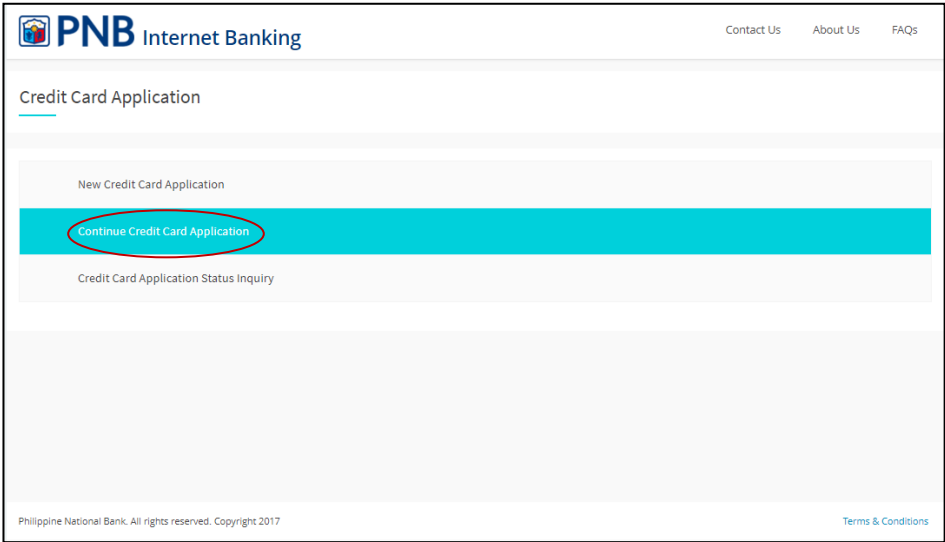 PNB Internet Banking
Contact Us About Us FAQs
Credit Card Application
New Credit Card Application
Continue Credit Card Application
Credit Card Application Status Inquiry
Philippine National Bank. All rights reserved. Copyright 2017
Terms & Conditions